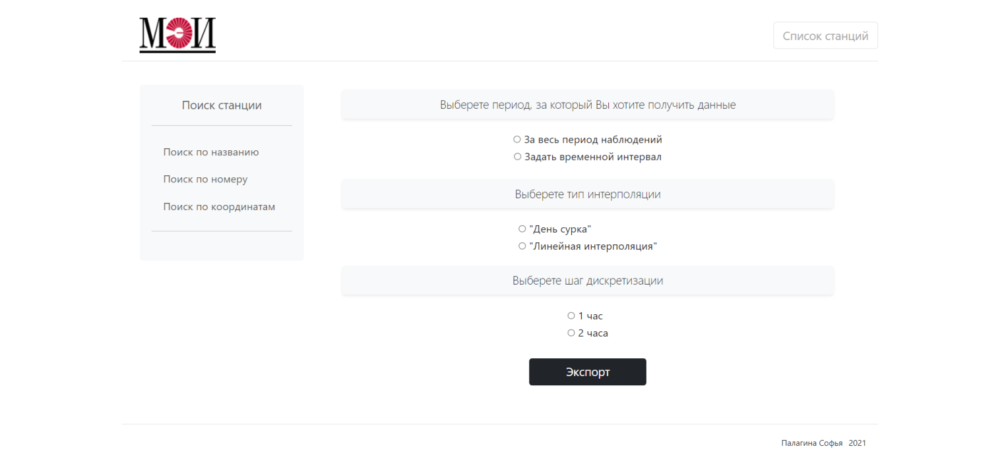 МЭИ
Список станций
Поиск станции
Поиск по названию
Поиск по номеру
Поиск по координатам
Выберете период, за который Вы хотите получить данные
За весь период наблюдений
Задать временной интервал
Выберете тип интерполяции
"День сурка"
"Линейная интерполяция"
Выберете шаг дискретизации
1 час
2 часа
Экспорт
Палагина Софья 2021